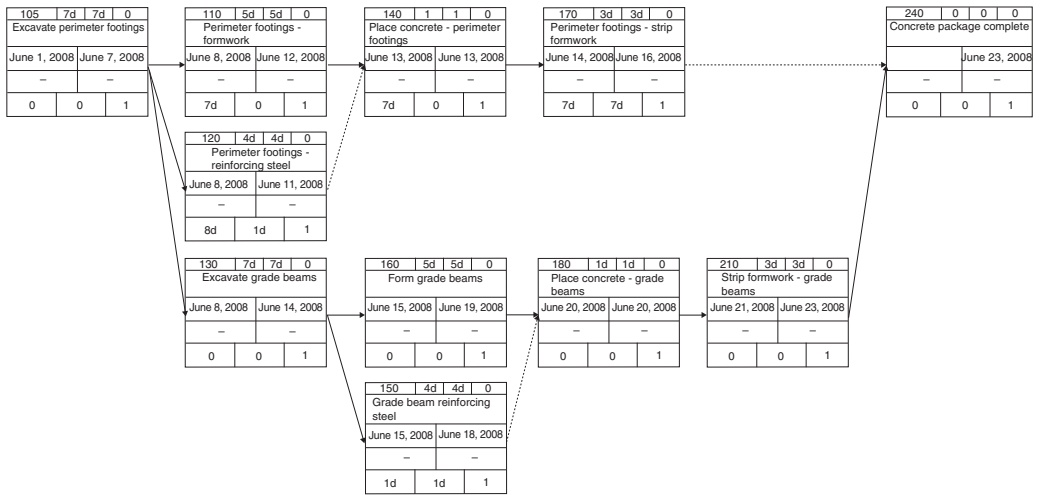 105 7d 7d 0
Excavate perimeter footings
June 1, 2008 June 7, 2008
– –
0 0 1
110 5d 5d 0
Perimeter footings -
formwork
June 8, 2008 June 12, 2008
– –
7d 0 1
140 1 1 0
Place concrete - perimeter
footings
June 13, 2008 June 13, 2008
– –
7d 0 1
170 3d 3d 0
Perimeter footings - strip
formwork
June 14, 2008 June 16, 2008
– –
7d 7d 1
240 0 0 0
Concrete package complete
June 23, 2008
– –
0 0 1
120 4d 4d 0
Perimeter footings -
reinforcing steel
June 8, 2008 June 11, 2008
– –
8d 1d 1
130 7d 7d 0
Excavate grade beams
June 8, 2008 June 14, 2008
– –
0 0 1
160 5d 5d 0
Form grade beams
June 15, 2008 June 19, 2008
– –
0 0 1
180 1d 1d 0
Place concrete - grade
beams
June 20, 2008 June 20, 2008
– –
0 0 1
210 3d 3d 0
Strip formwork - grade
beams
June 21, 2008 June 23, 2008
– –
0 0 1
150 4d 4d 0
Grade beam reinforcing
steel
June 15, 2008 June 18, 2008
– –
1d 1d 1